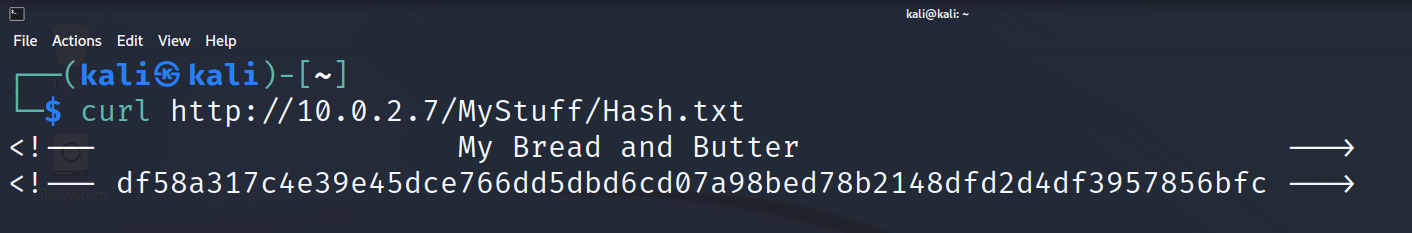 kali@kali: ~
File Actions Edit View Help
┌──(kali㉿kali)-[~]
└─$ curl http://10.0.2.7/MyStuff/Hash.txt
<!-- My Bread and Butter -->
<!-- df58a317c4e39e45dce766dd5dbd6cd07a98bed78b2148dfd2d4df3957856bfc -->
FileSystem